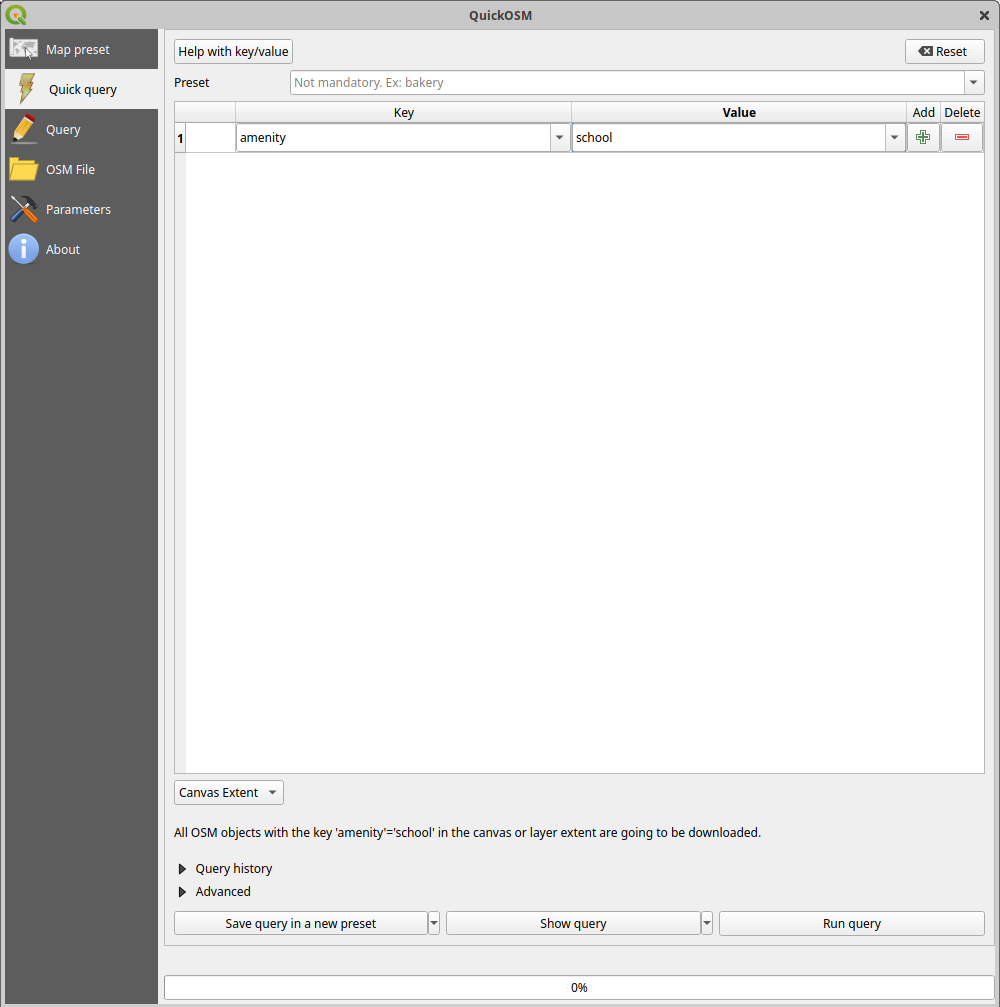 QuickOSM
Map preset
Quick query
Query
OSM File
Parameters
About
Help with key/value
Reset
Preset
Not mandatory. Ex: bakery
Key Value Add Delete
1 amenity school
Canvas Extent
All OSM objects with the key 'amenity'='school' in the canvas or layer extent are going to be downloaded.
Query history
Advanced
Save query in a new preset
Show query
Run query
0%